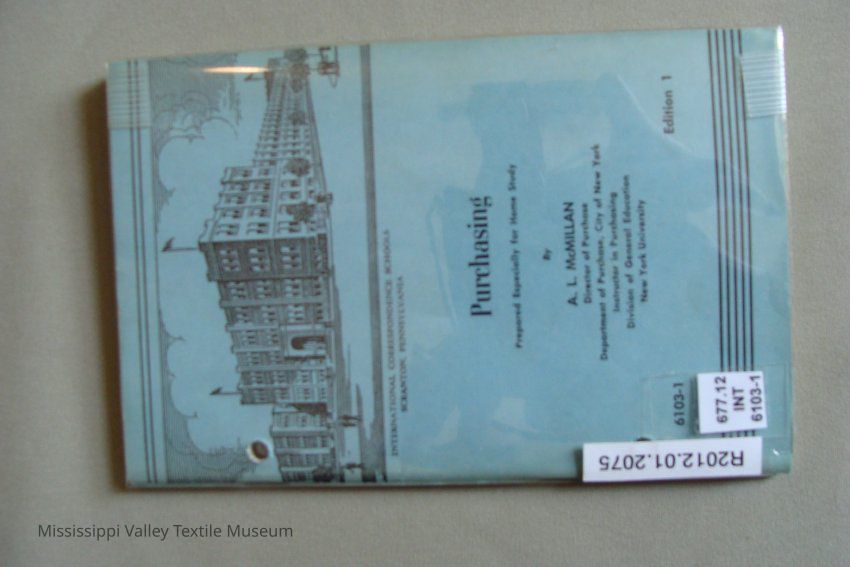 INTERNATIONAL CORRESPONDENCE SCHOOLS
SCRANTON, PENNSYLVANIA
Purchasing
Prepared Especially for Home Study
By
A. L. McMILLAN
Director of Purchase
Department of Purchase, City of New York
Instructor in Purchasing
Division of General Education
New York University
Edition 1
6103-1
677.12
INT
6103-1
R2012.01.2075
Mississippi Valley Textile Museum